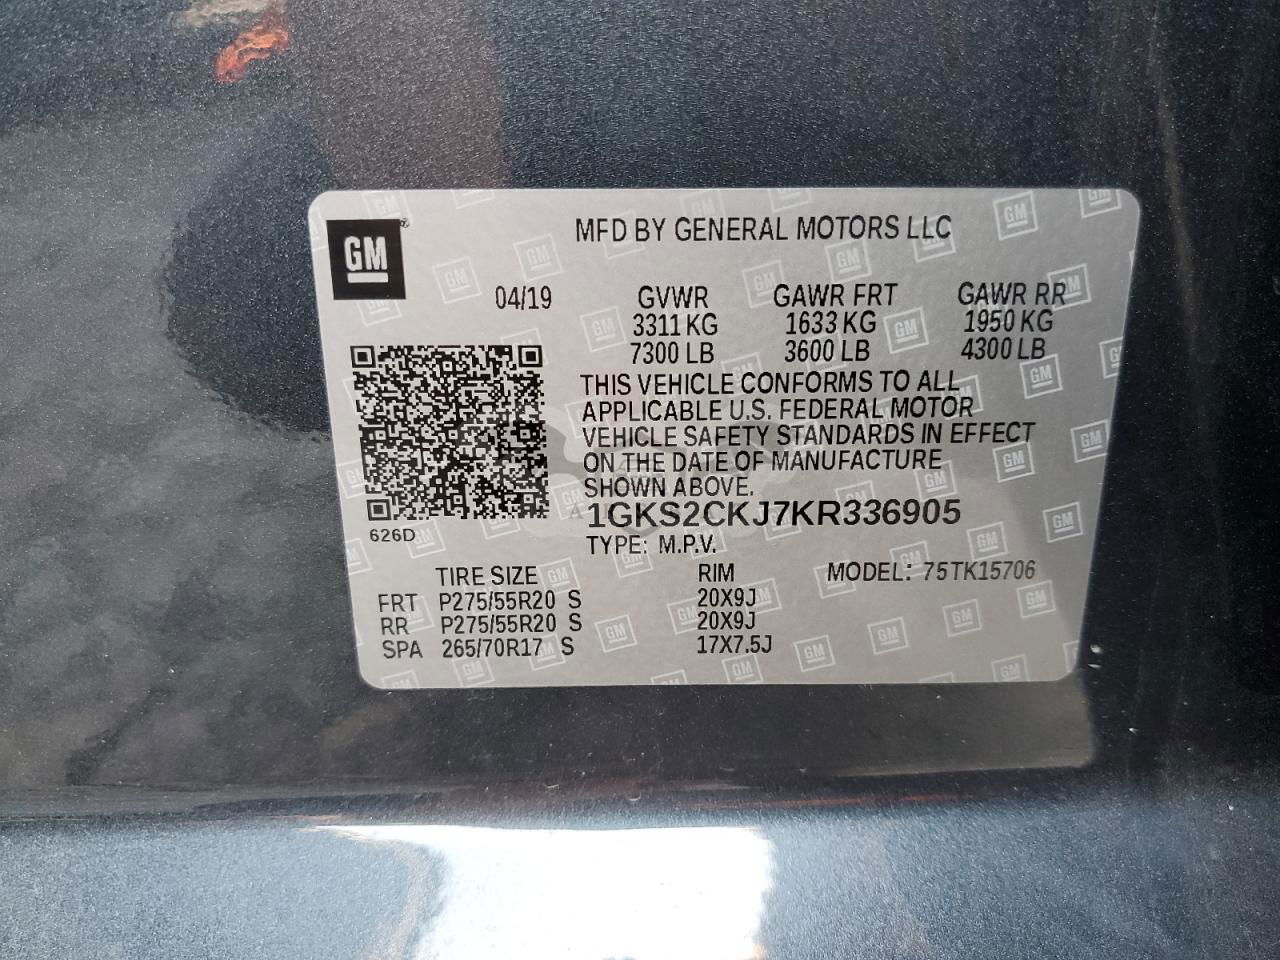 GM
MFD BY GENERAL MOTORS LLC
04/19 GVWR GAWR FRT GAWR RR
3311 KG 1633 KG 1950 KG
7300 LB 3600 LB 4300 LB
THIS VEHICLE CONFORMS TO ALL
APPLICABLE U.S. FEDERAL MOTOR
VEHICLE SAFETY STANDARDS IN EFFECT
ON THE DATE OF MANUFACTURE
SHOWN ABOVE.
1GKS2CKJ7KR336905
626D
TYPE: M.P.V.
TIRE SIZE RIM MODEL: 75TK15706
FRT P275/55R20 S 20X9J
RR P275/55R20 S 20X9J
SPA 265/70R17 S 17X7.5J